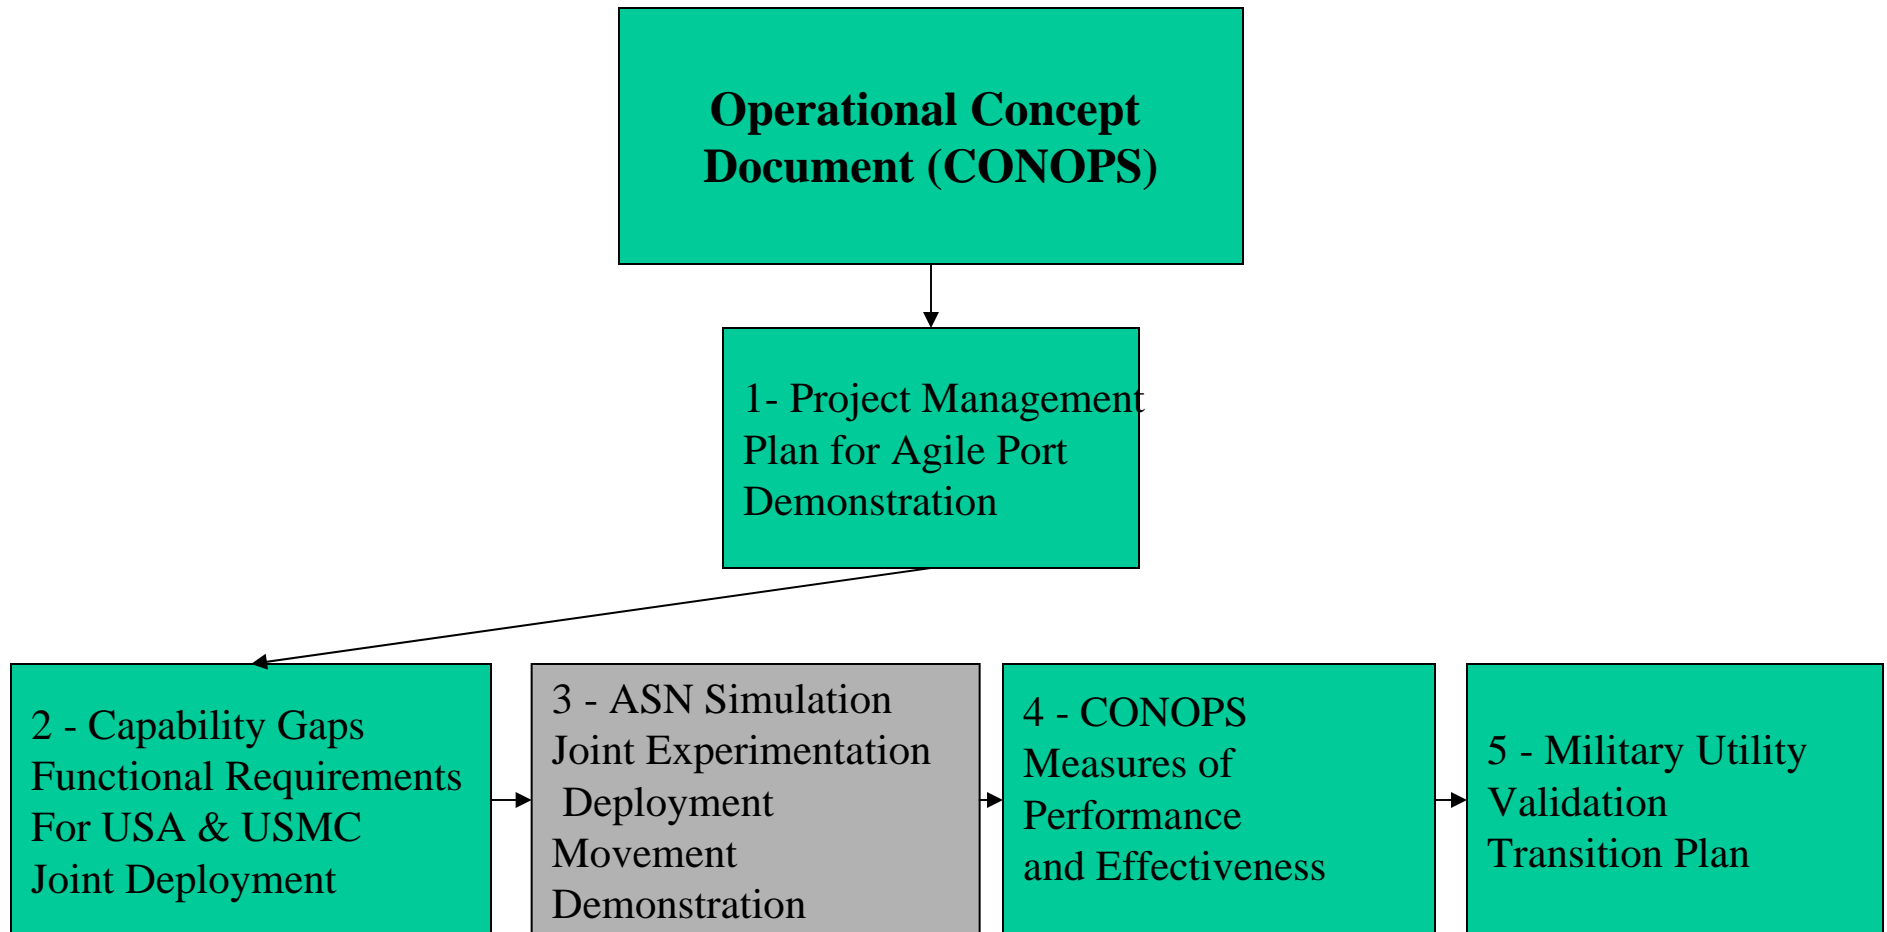 Operational Concept
Document (CONOPS)
1- Project Management
Plan for Agile Port
Demonstration
2 - Capability Gaps
Functional Requirements
For USA & USMC
Joint Deployment
3 - ASN Simulation
Joint Experimentation
Deployment
Movement
Demonstration
4 - CONOPS
Measures of
Performance
and Effectiveness
5 - Military Utility
Validation
Transition Plan